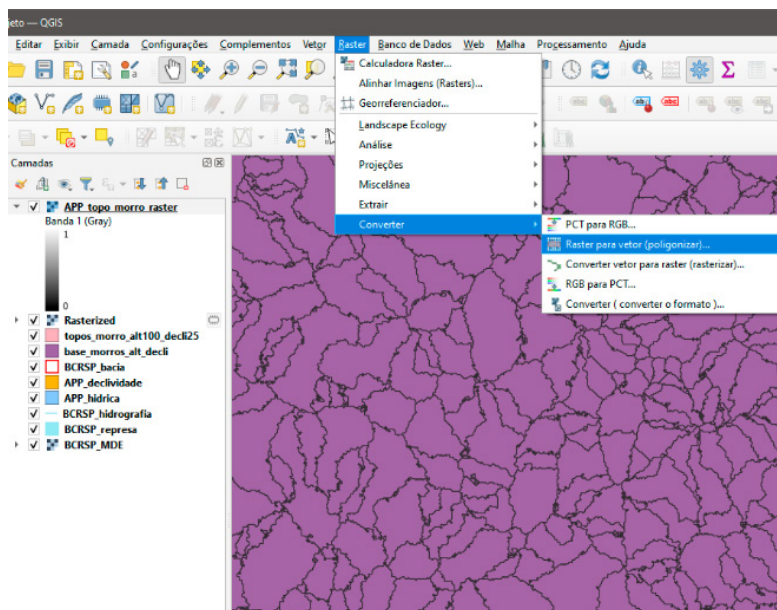 jeto — QGIS
Editar Exibir Camada Configurações Complementos Vetor Raster Banco de Dados Web Malha Processamento Ajuda
Calculadora Raster...
Alinhar Imagens (Rasters)...
Georreferenciador...
Landscape Ecology
Análise
Projeções
Miscelânea
Extrair
Converter
PCT para RGB...
Raster para vetor (poligonizar)...
Converter vetor para raster (rasterizar)...
RGB para PCT...
Converter ( converter o formato )...
Camadas
APP_topo_morro_raster
Banda 1 (Gray)
1
0
Rasterized
topos_morro_alt100_decli25
base_morros_alt_decli
BCRSP_bacia
APP_declividade
APP_hidrica
BCRSP_hidrografia
BCRSP_represa
BCRSP_MDE